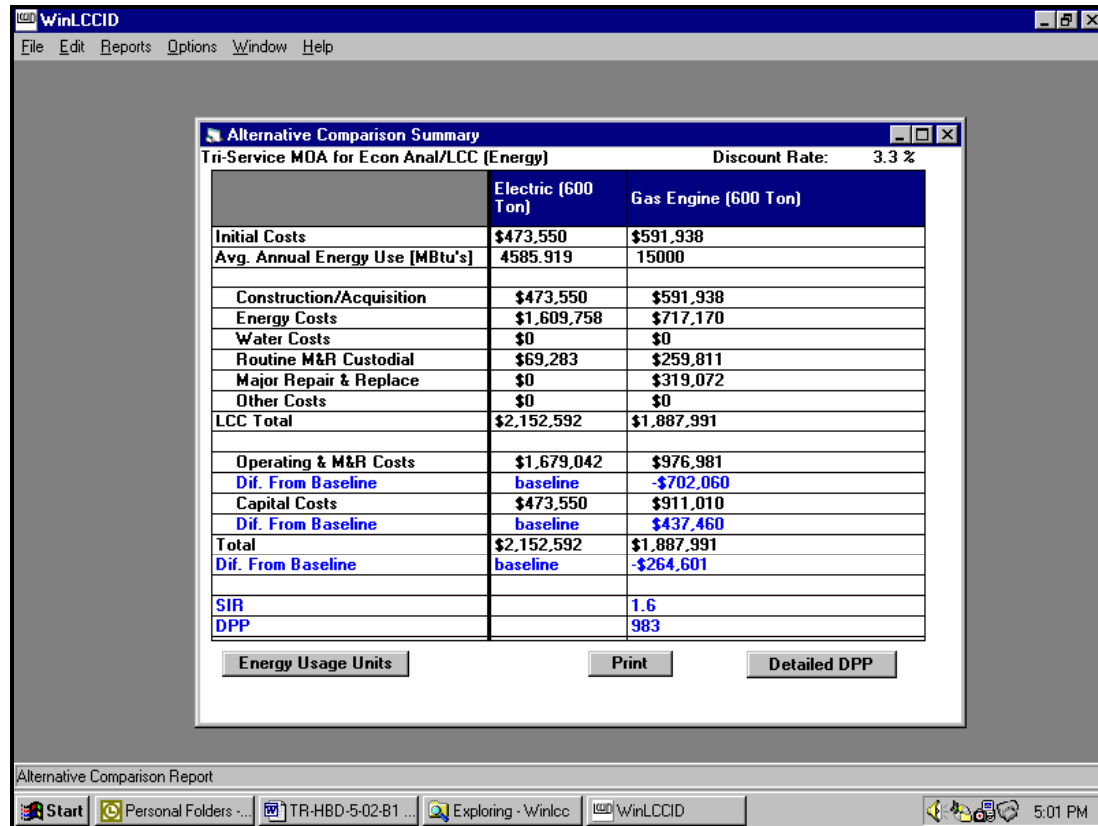 WinLCCID
File Edit Reports Options Window Help
Alternative Comparison Summary
Tri-Service MOA for Econ Anal/LCC (Energy) Discount Rate: 3.3 %
Electric (600 Ton) Gas Engine (600 Ton)
Initial Costs $473,550 $591,938
Avg. Annual Energy Use [MBtu's] 4585.919 15000
Construction/Acquisition $473,550 $591,938
Energy Costs $1,609,758 $717,170
Water Costs $0 $0
Routine M&R Custodial $69,283 $259,811
Major Repair & Replace $0 $319,072
Other Costs $0 $0
LCC Total $2,152,592 $1,887,991
Operating & M&R Costs $1,679,042 $976,981
Dif. From Baseline baseline -$702,060
Capital Costs $473,550 $911,010
Dif. From Baseline baseline $437,460
Total $2,152,592 $1,887,991
Dif. From Baseline baseline -$264,601
SIR 1.6
DPP 983
Energy Usage Units Print Detailed DPP
Alternative Comparison Report
Start Personal Folders -... TR-HBD-5-02-B1 ... Exploring - Winlcc WinLCCID 5:01 PM